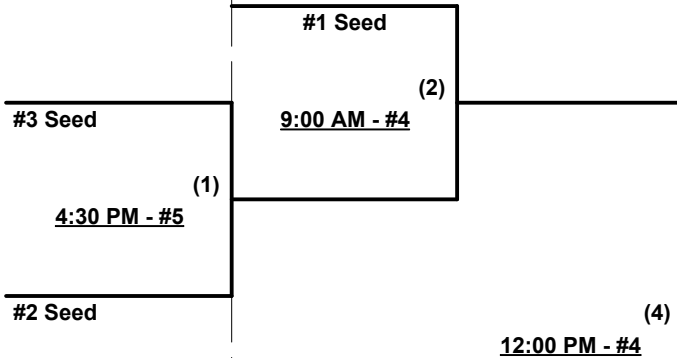 #1 Seed
(2)
#3 Seed
9:00 AM - #4
(1)
4:30 PM - #5
#2 Seed
(4)
12:00 PM - #4